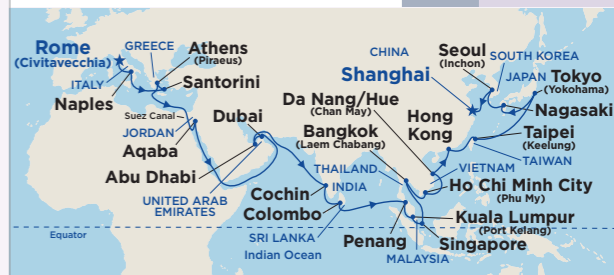 Rome
(Civitavecchia)
ITALY
Naples
GREECE
Athens
(Piraeus)
Santorini
Suez Canal
JORDAN
Aqaba
Dubai
Abu Dhabi
UNITED ARAB
EMIRATES
Cochin
Colombo
INDIA
SRI LANKA
Indian Ocean
Equator
Penang
MALAYSIA
Singapore
Kuala Lumpur
(Port Kelang)
Ho Chi Minh City
(Phu My)
VIETNAM
THAILAND
Bangkok
(Laem Chabang)
Da Nang/Hue
(Chan May)
Hong
Kong
TAIWAN
Taipei
(Keelung)
Nagasaki
Tokyo
(Yokohama)
JAPAN
SOUTH KOREA
Seoul
(Inchon)
CHINA
Shanghai